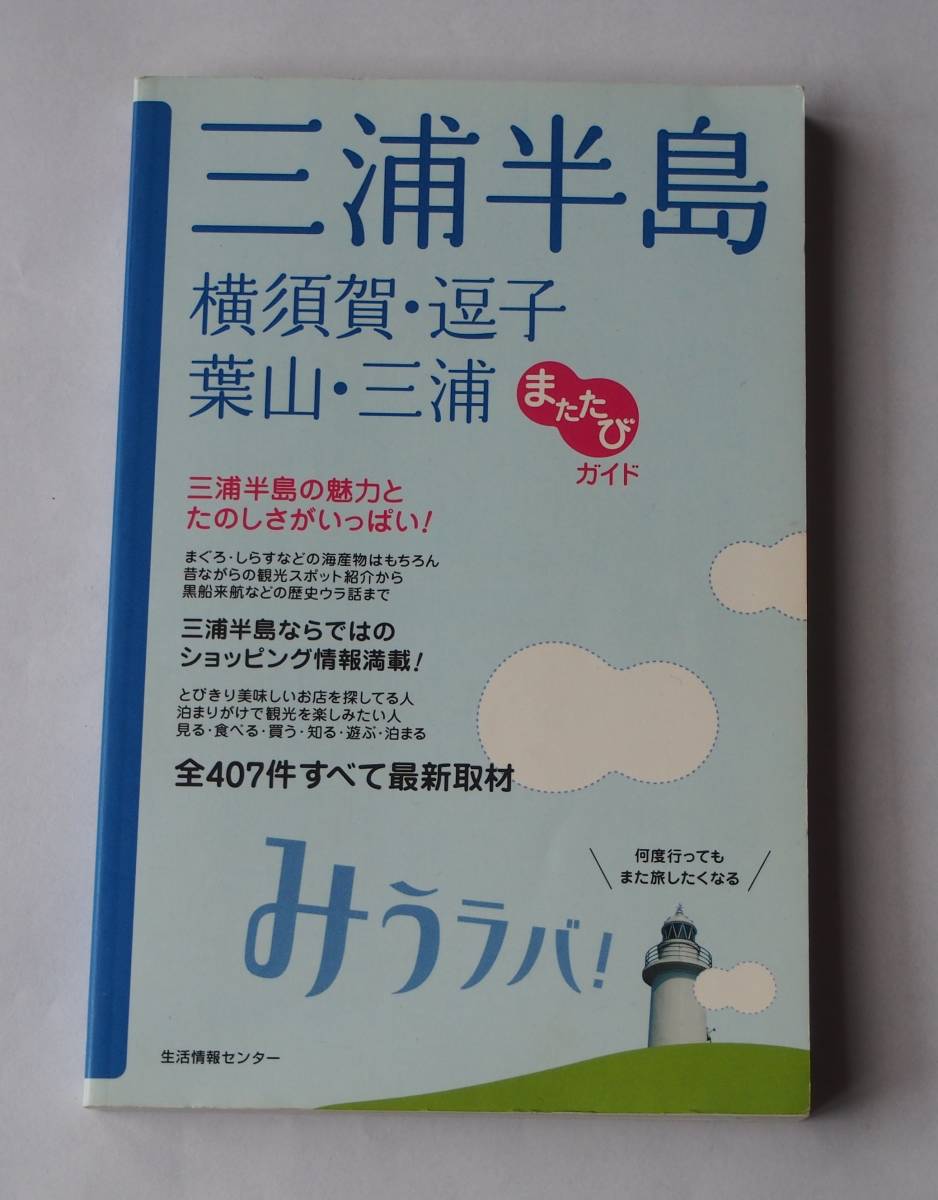 三浦半島
横須賀・逗子
葉山・三浦
またたび
ガイド
三浦半島の魅力と
たのしさがいっぱい!
まぐろ・しらすなどの海産物はもちろん
昔ながらの観光スポット紹介から
黒船来航などの歴史ウラ話まで
三浦半島ならではの
ショッピング情報満載!
とびきり美味しいお店を探してる人
泊まりがけで観光を楽しみたい人
見る・食べる・買う・知る・遊ぶ・泊まる
全407件すべて最新取材
何度行っても
また旅したくなる
みうラバ!
生活情報センター